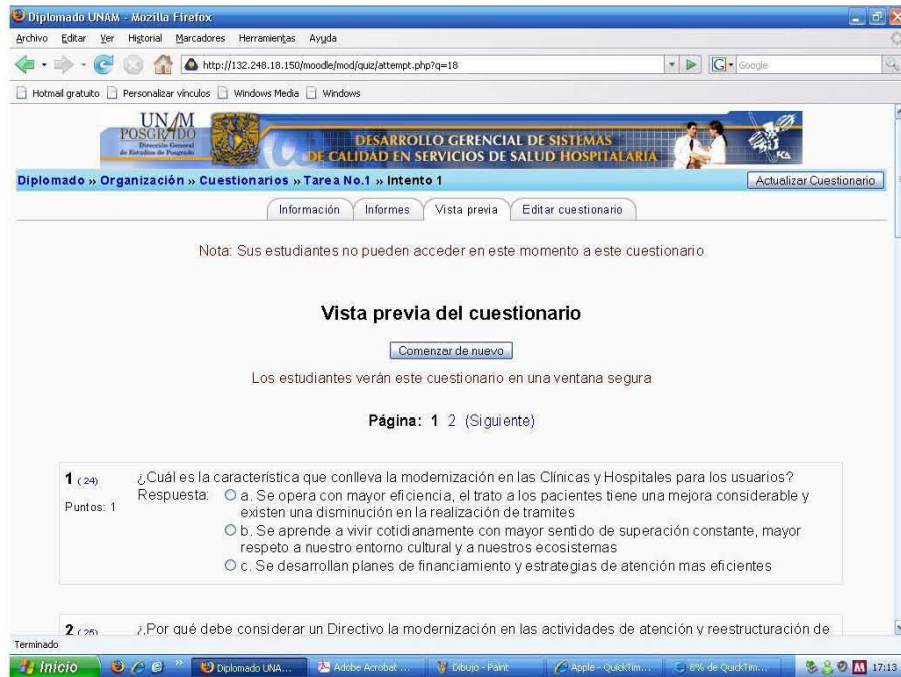 Diplomado UNAM - Mozilla Firefox
Archivo Editar Ver Historial Marcadores Herramientas Ayuda
http://132.248.18.150/moodle/mod/quiz/attempt.php?q=18
G Google
Hotmail gratuito Personalizar vínculos Windows Media Windows
UNAM
POSGRADO
Dirección General
de Estudios de Posgrado
DESARROLLO GERENCIAL DE SISTEMAS
DE CALIDAD EN SERVICIOS DE SALUD HOSPITALARIA
FCA
Diplomado » Organización » Cuestionarios » Tarea No.1 » Intento 1
Actualizar Cuestionario
Información Informes Vista previa Editar cuestionario
Nota: Sus estudiantes no pueden acceder en este momento a este cuestionario
Vista previa del cuestionario
Comenzar de nuevo
Los estudiantes verán este cuestionario en una ventana segura
Página: 1 2 (Siguiente)
1 (24) ¿Cuál es la característica que conlleva la modernización en las Clínicas y Hospitales para los usuarios?
Puntos: 1
Respuesta: a. Se opera con mayor eficiencia, el trato a los pacientes tiene una mejora considerable y
existen una disminución en la realización de tramites
b. Se aprende a vivir cotidianamente con mayor sentido de superación constante, mayor
respeto a nuestro entorno cultural y a nuestros ecosistemas
c. Se desarrollan planes de financiamiento y estrategias de atención mas eficientes
2 (25) ¿Por qué debe considerar un Directivo la modernización en las actividades de atención y reestructuración de
Terminado
Inicio Diplomado UNA... Adobe Acrobat ... Dibujo - Paint Apple - QuickTim... 8% de QuickTim... 17:13